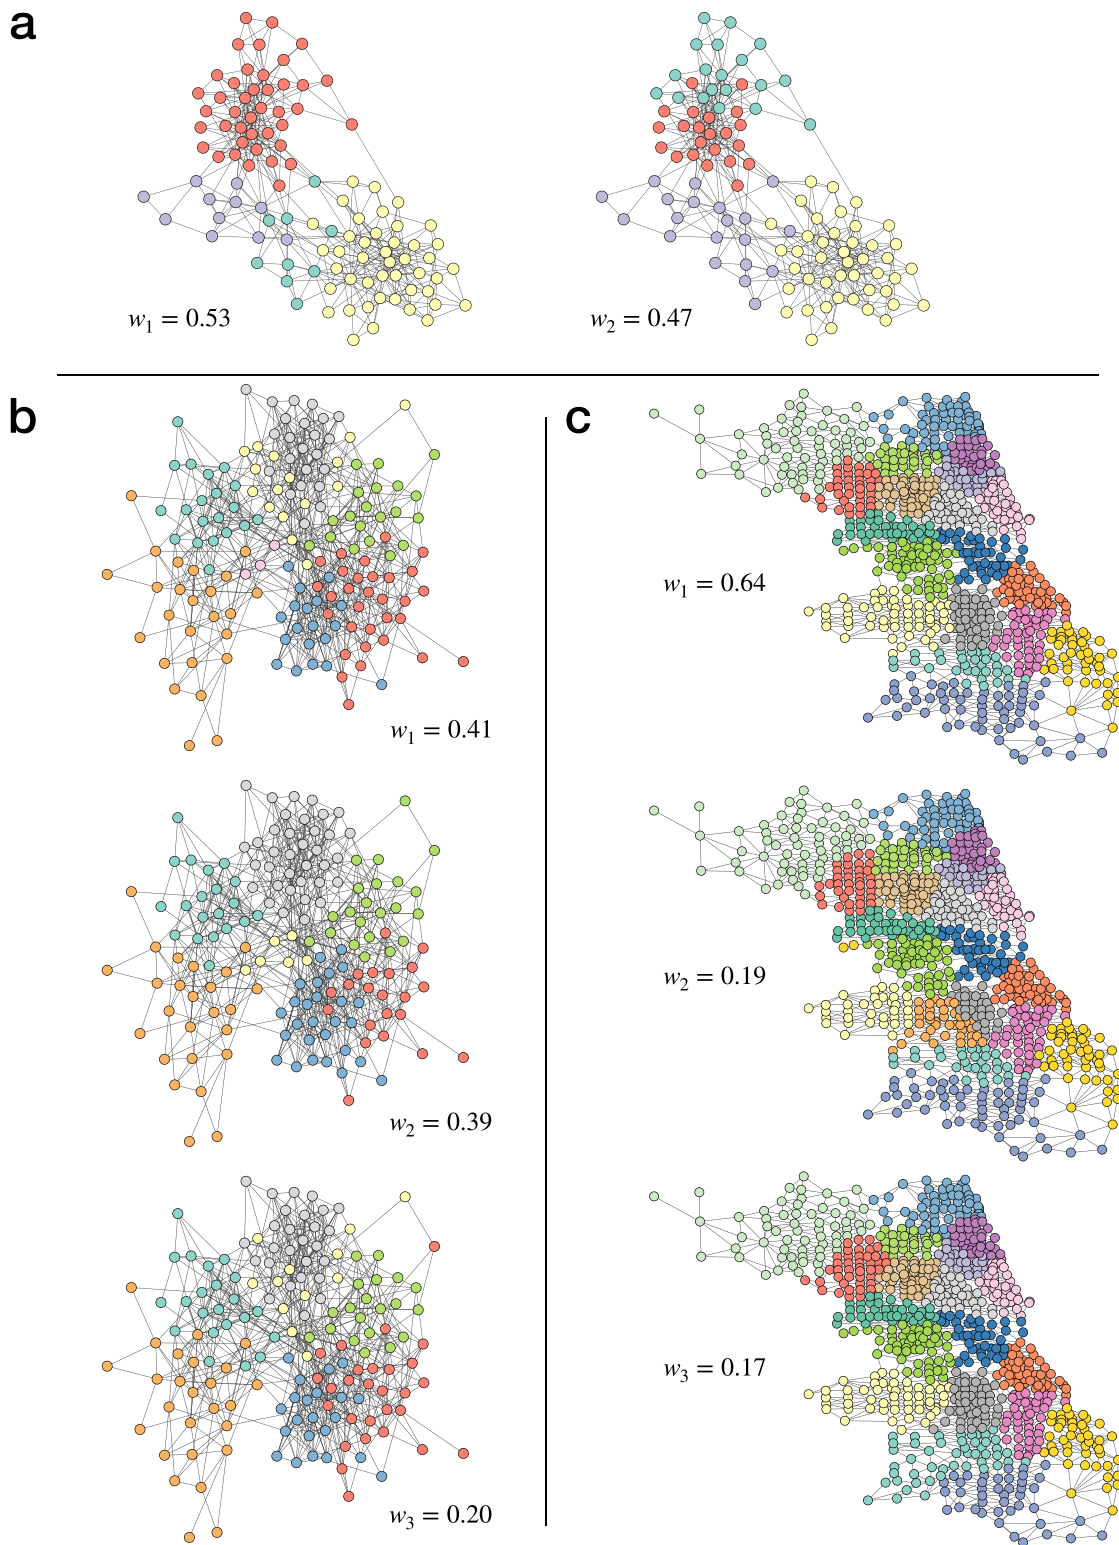 a
w₁ = 0.53
w₂ = 0.47
b
w₁ = 0.41
w₂ = 0.39
w₃ = 0.20
c
w₁ = 0.64
w₂ = 0.19
w₃ = 0.17